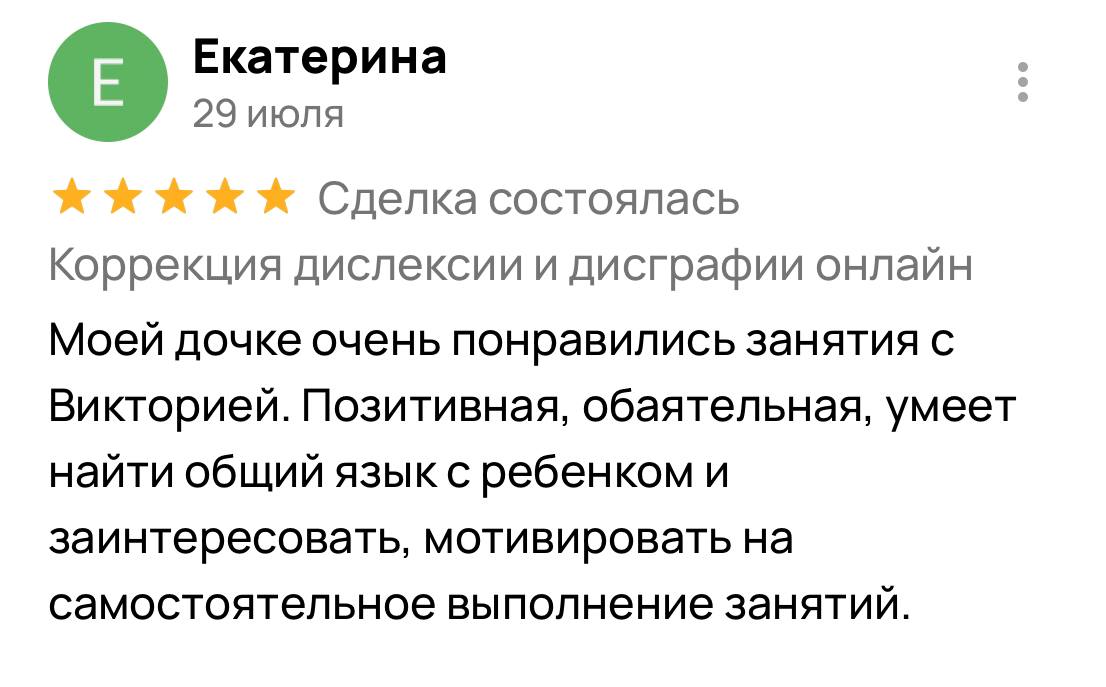 Е
Екатерина
29 июля
Сделка состоялась
Коррекция дислексии и дисграфии онлайн
Моей дочке очень понравились занятия с
Викторией. Позитивная, обаятельная, умеет
найти общий язык с ребенком и
заинтересовать, мотивировать на
самостоятельное выполнение занятий.